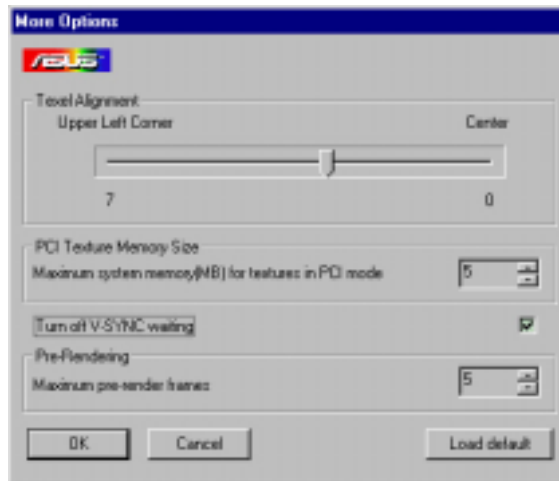 More Options
ASUS
Texel Alignment
Upper Left Corner Center
7 0
PCI Texture Memory Size
Maximum system memory(MB) for textures in PCI mode 5
Turn off V-SYNC waiting
Pre-Rendering
Maximum pre-render frames 5
OK Cancel Load default